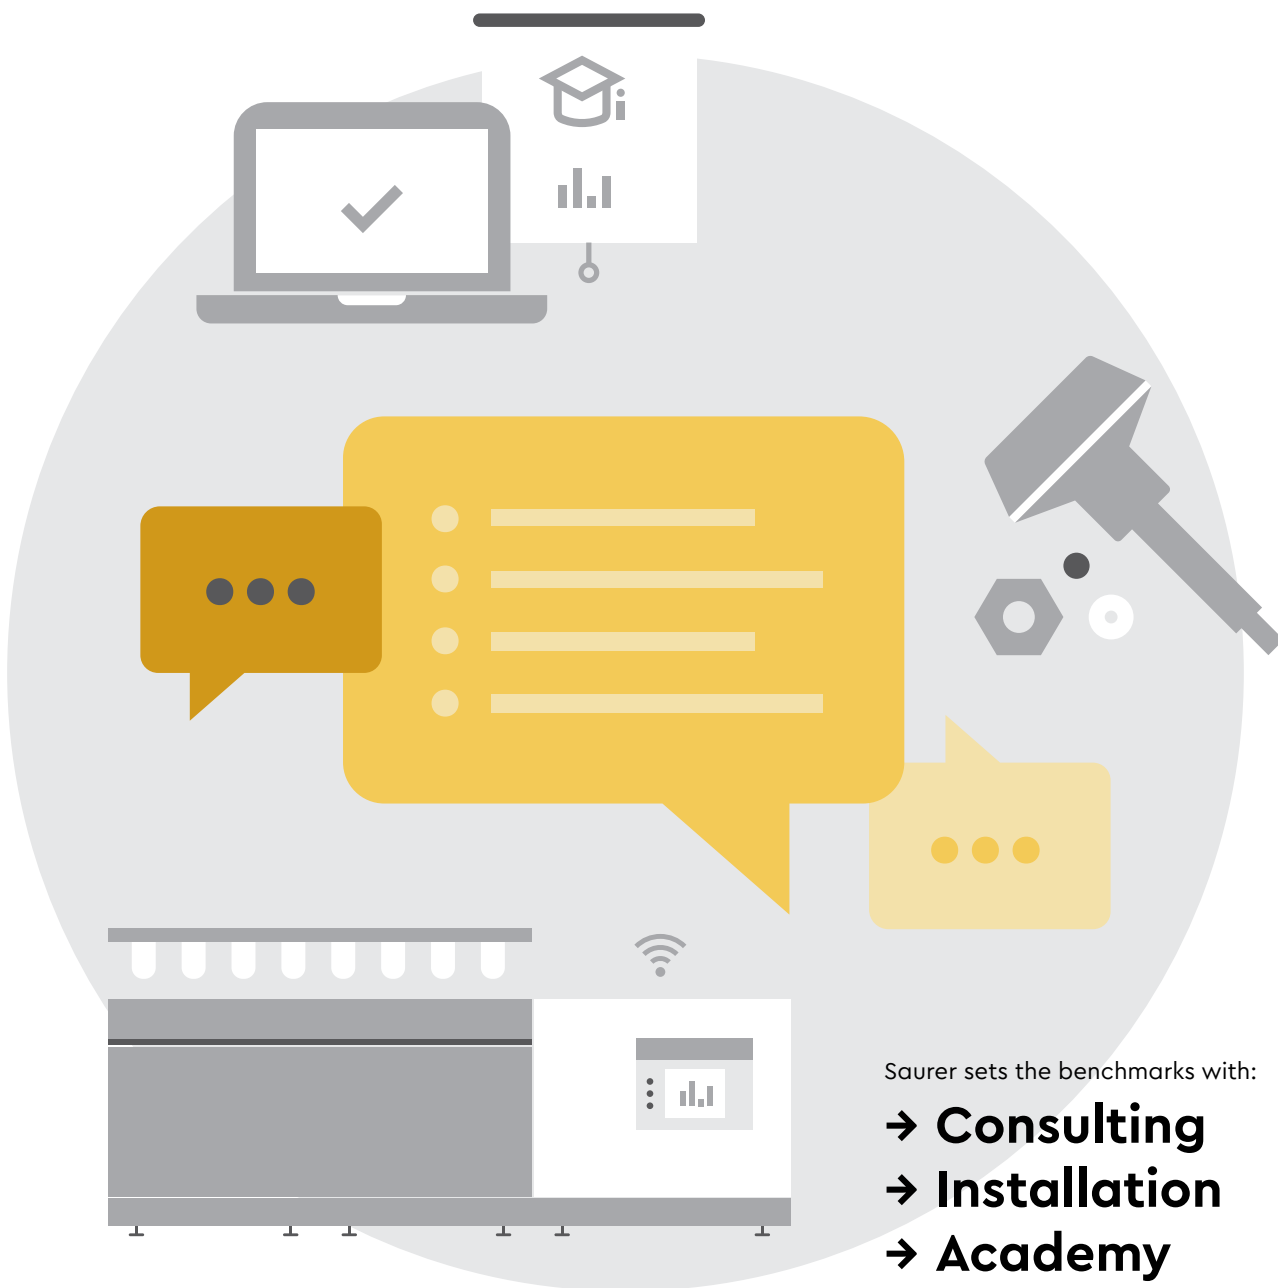 Saurer sets the benchmarks with:
→ Consulting
→ Installation
→ Academy